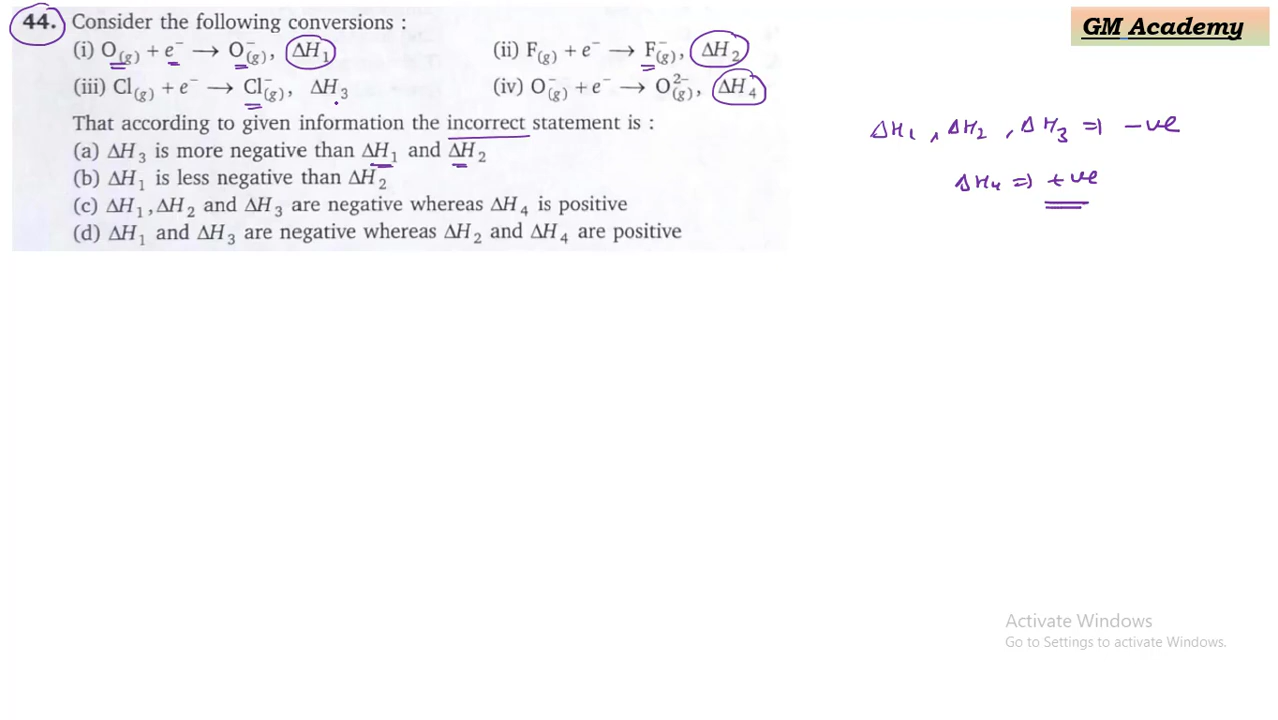 GM Academy
44. Consider the following conversions :
(i) O(g) + e⁻ → O⁻(g), ΔH₁ (ii) F(g) + e⁻ → F⁻(g), ΔH₂
(iii) Cl(g) + e⁻ → Cl⁻(g), ΔH₃ (iv) O⁻(g) + e⁻ → O²⁻(g), ΔH₄
That according to given information the incorrect statement is :
(a) ΔH₃ is more negative than ΔH₁ and ΔH₂
(b) ΔH₁ is less negative than ΔH₂
(c) ΔH₁, ΔH₂ and ΔH₃ are negative whereas ΔH₄ is positive
(d) ΔH₁ and ΔH₃ are negative whereas ΔH₂ and ΔH₄ are positive
ΔH₁, ΔH₂, ΔH₃ ⇒ -ve
ΔH₄ ⇒ +ve
Activate Windows
Go to Settings to activate Windows.